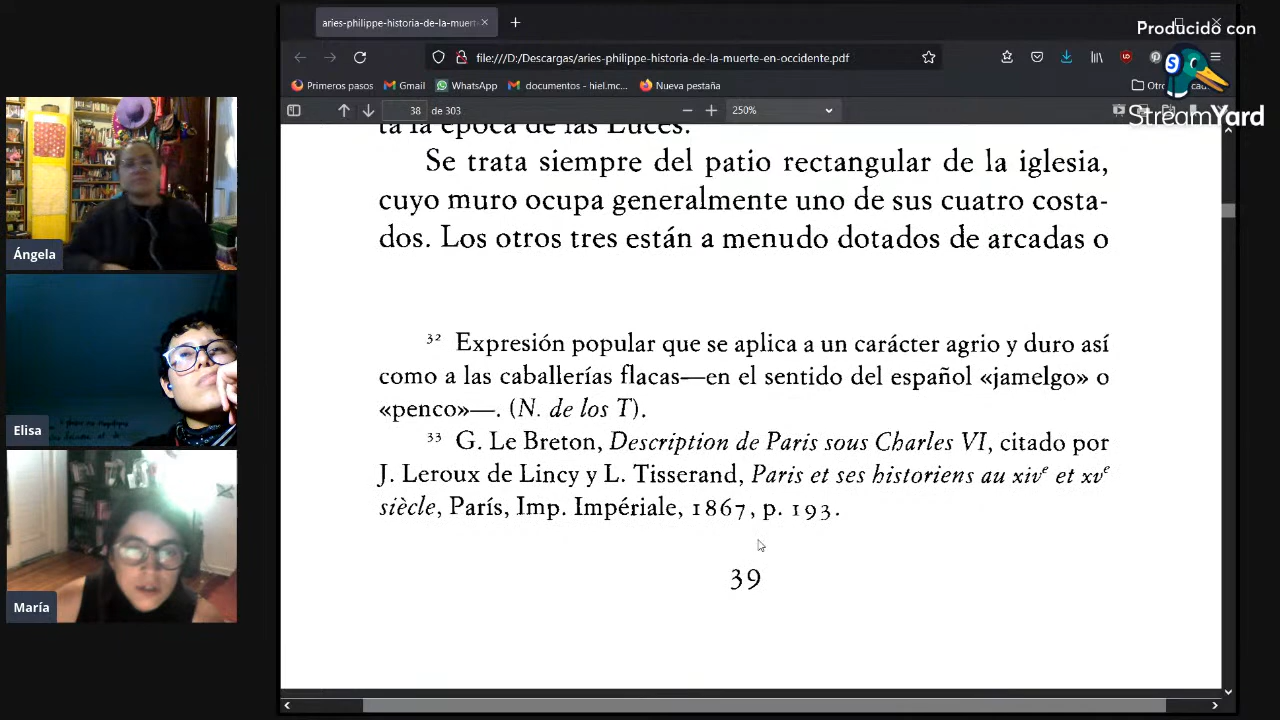 aries-philippe-historia-de-la-muert
Producido con
file:///D:/Descargas/aries-philippe-historia-de-la-muerte-en-occidente.pdf
Primeros pasos
Gmail
WhatsApp
documentos - hiel.mc...
Nueva pestaña
StreamYard
38 de 303
250%
ta la época de las Luces.
Se trata siempre del patio rectangular de la iglesia,
cuyo muro ocupa generalmente uno de sus cuatro costa-
dos. Los otros tres están a menudo dotados de arcadas o
32 Expresión popular que se aplica a un carácter agrio y duro así
como a las caballerías flacas—en el sentido del español «jamelgo» o
«penco»—. (N. de los T).
33 G. Le Breton, Description de Paris sous Charles VI, citado por
J. Leroux de Lincy y L. Tisserand, Paris et ses historiens au xive et xve
siècle, París, Imp. Impériale, 1867, p. 193.
39
Ángela
Elisa
María